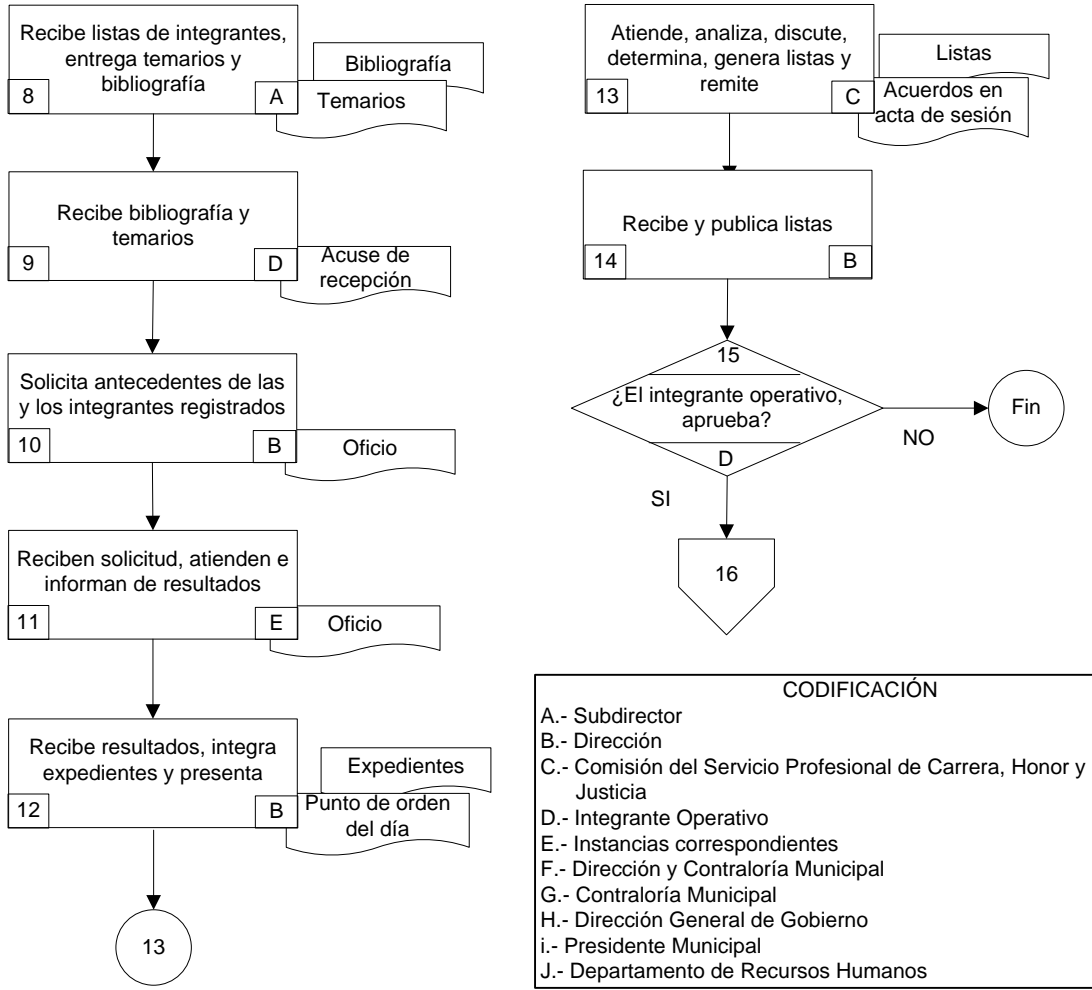 Recibe listas de integrantes,
entrega temarios y
bibliografía
8
A
Bibliografía
Temarios
Recibe bibliografía y
temarios
9
D
Acuse de
recepción
Solicita antecedentes de las
y los integrantes registrados
10
B
Oficio
Reciben solicitud, atienden e
informan de resultados
11
E
Oficio
Recibe resultados, integra
expedientes y presenta
12
B
Expedientes
Punto de orden
del día
13
Atiende, analiza, discute,
determina, genera listas y
remite
13
C
Listas
Acuerdos en
acta de sesión
Recibe y publica listas
14
B
15
¿El integrante operativo,
aprueba?
D
NO
Fin
SI
16
CODIFICACIÓN
A.- Subdirector
B.- Dirección
C.- Comisión del Servicio Profesional de Carrera, Honor y
Justicia
D.- Integrante Operativo
E.- Instancias correspondientes
F.- Dirección y Contraloría Municipal
G.- Contraloría Municipal
H.- Dirección General de Gobierno
i.- Presidente Municipal
J.- Departamento de Recursos Humanos